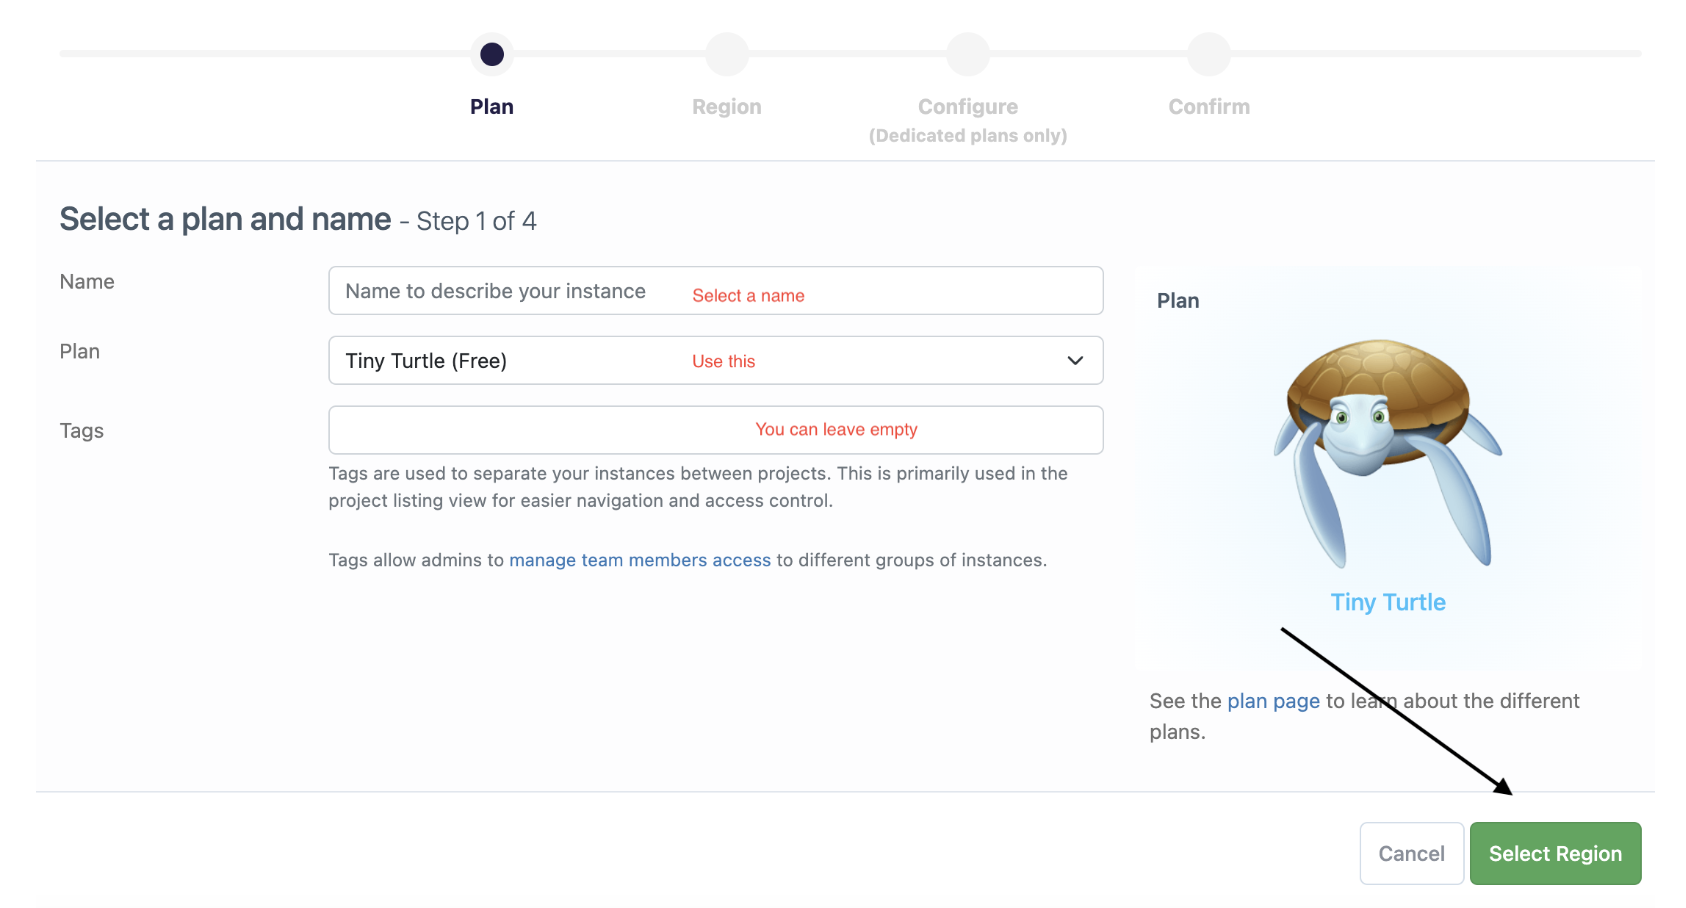 Plan
Region
Configure
(Dedicated plans only)
Confirm
Select a plan and name - Step 1 of 4
Name
Name to describe your instance
Select a name
Plan
Tiny Turtle (Free)
Use this
Tags
You can leave empty
Tags are used to separate your instances between projects. This is primarily used in the
project listing view for easier navigation and access control.
Tags allow admins to manage team members access to different groups of instances.
Plan
Tiny Turtle
See the plan page to learn about the different
plans.
Cancel
Select Region